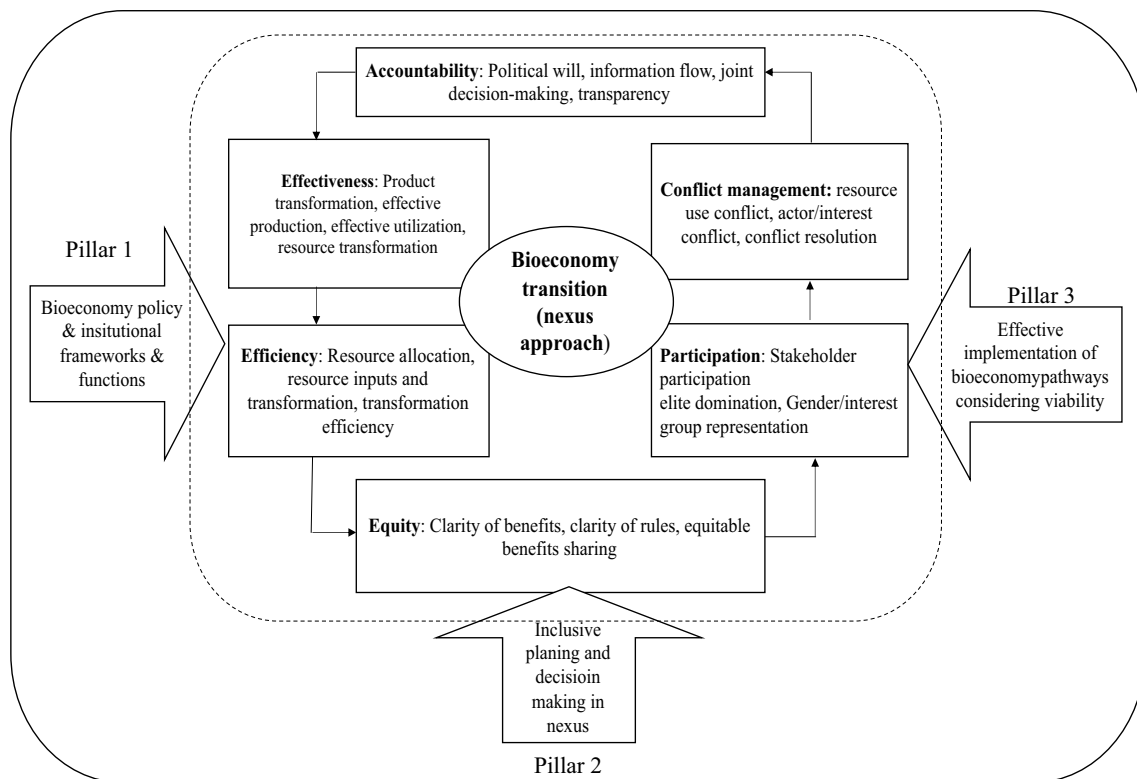 Accountability: Political will, information flow, joint
decision-making, transparency
Effectiveness: Product
transformation, effective
production, effective utilization,
resource transformation
Conflict management: resource
use conflict, actor/interest
conflict, conflict resolution
Pillar 1
Bioeconomy policy
& insitutional
frameworks &
functions
Bioeconomy
transition
(nexus
approach)
Pillar 3
Effective
implementation of
bioeconomypathways
considering viability
Efficiency: Resource allocation,
resource inputs and
transformation, transformation
efficiency
Participation: Stakeholder
participation
elite domination, Gender/interest
group representation
Equity: Clarity of benefits, clarity of rules, equitable
benefits sharing
Inclusive
planing and
decisioin
making in
nexus
Pillar 2